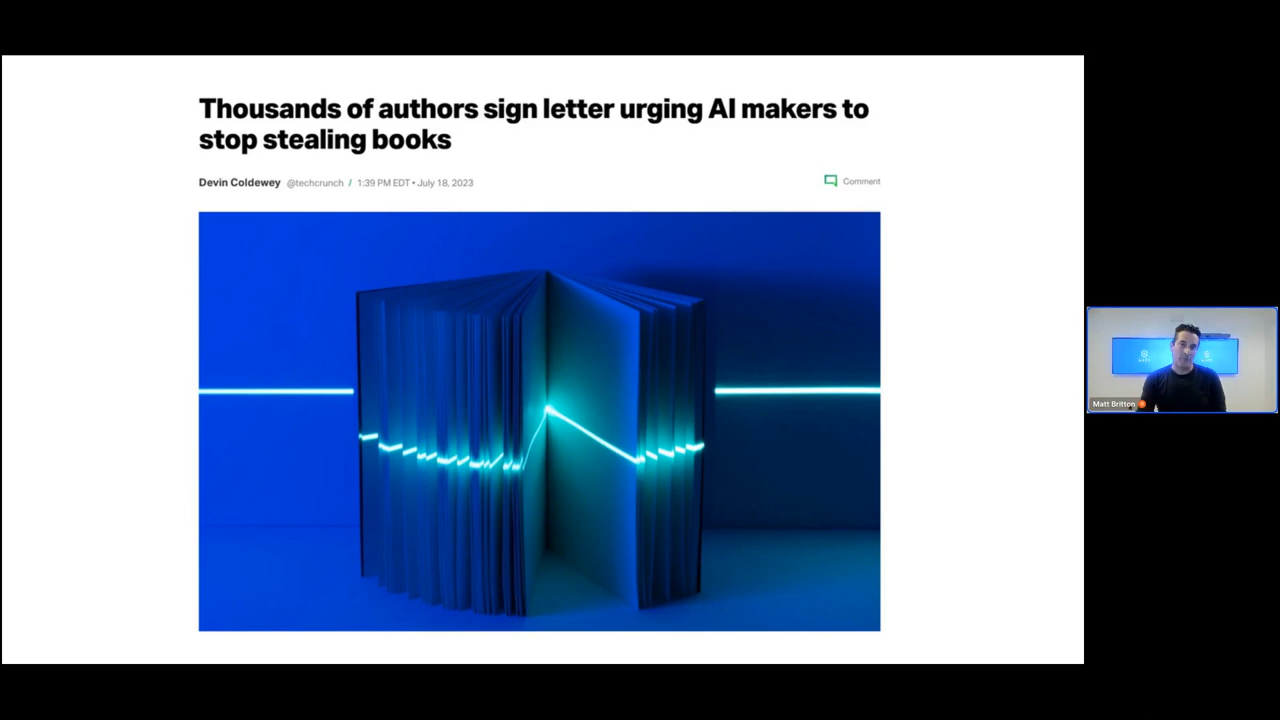 Thousands of authors sign letter urging AI makers to
stop stealing books
Devin Coldewey @techcrunch / 1:39 PM EDT • July 18, 2023
Comment
Matt Britton